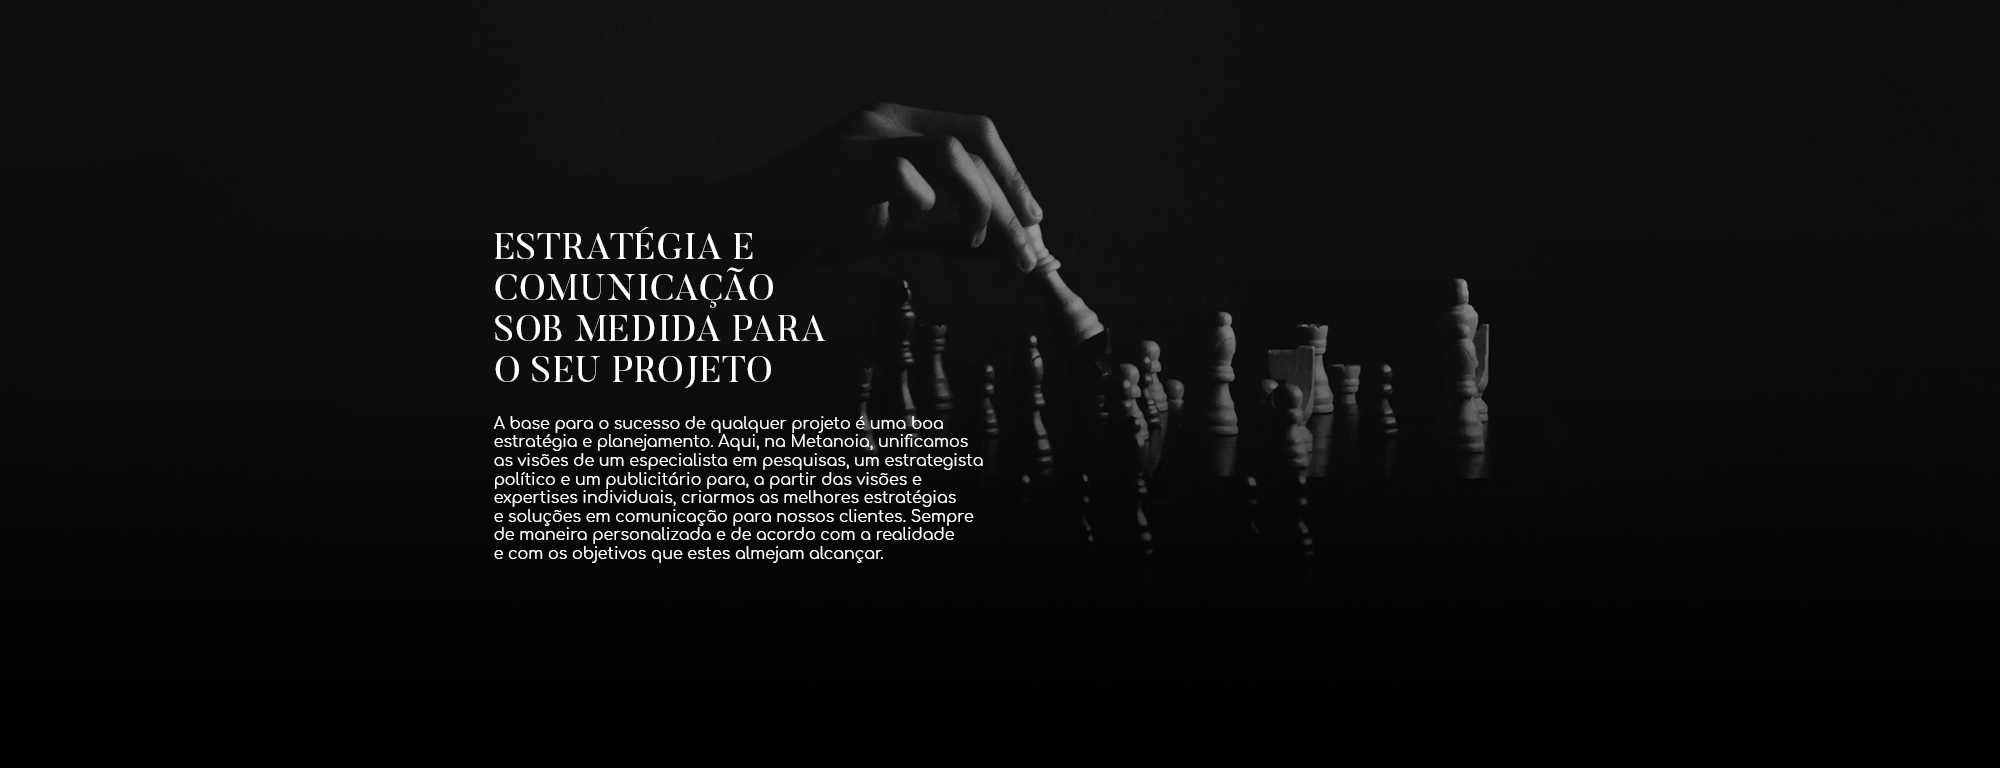 ESTRATÉGIA E
COMUNICAÇÃO
SOB MEDIDA PARA
O SEU PROJETO
A base para o sucesso de qualquer projeto é uma boa
estratégia e planejamento. Aqui, na Metanoia, unificamos
as visões de um especialista em pesquisas, um estrategista
político e um publicitário para, a partir das visões e
expertises individuais, criarmos as melhores estratégias
e soluções em comunicação para nossos clientes. Sempre
de maneira personalizada e de acordo com a realidade
e com os objetivos que estes almejam alcançar.